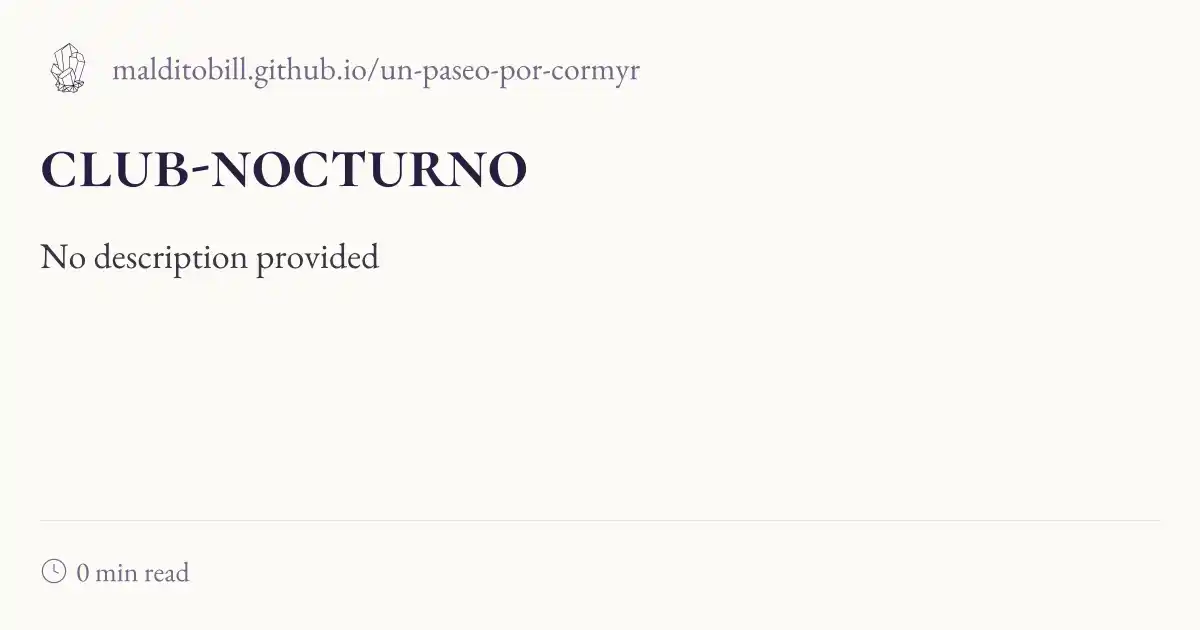 malditobill.github.io/un-paseo-por-cormyr
CLUB-NOCTURNO
No description provided
0 min read